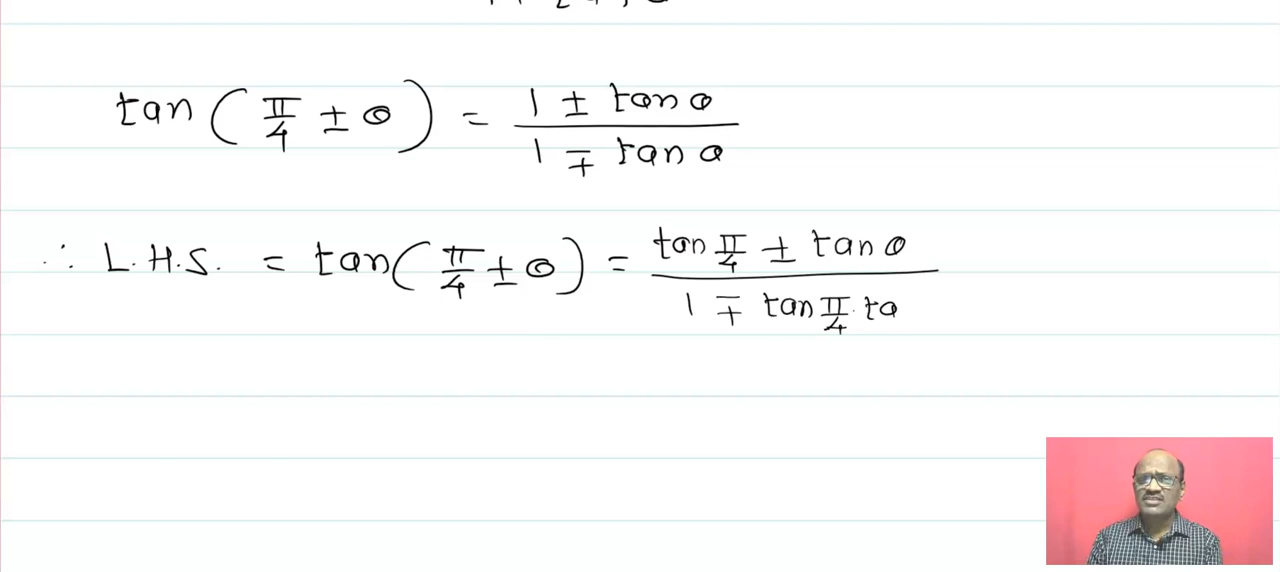 tan(π/4 ± θ) = (1 ± tan θ)/(1 ∓ tan θ)
∴ L.H.S. = tan(π/4 ± θ) = (tan π/4 ± tan θ)/(1 ∓ tan π/4 · ta